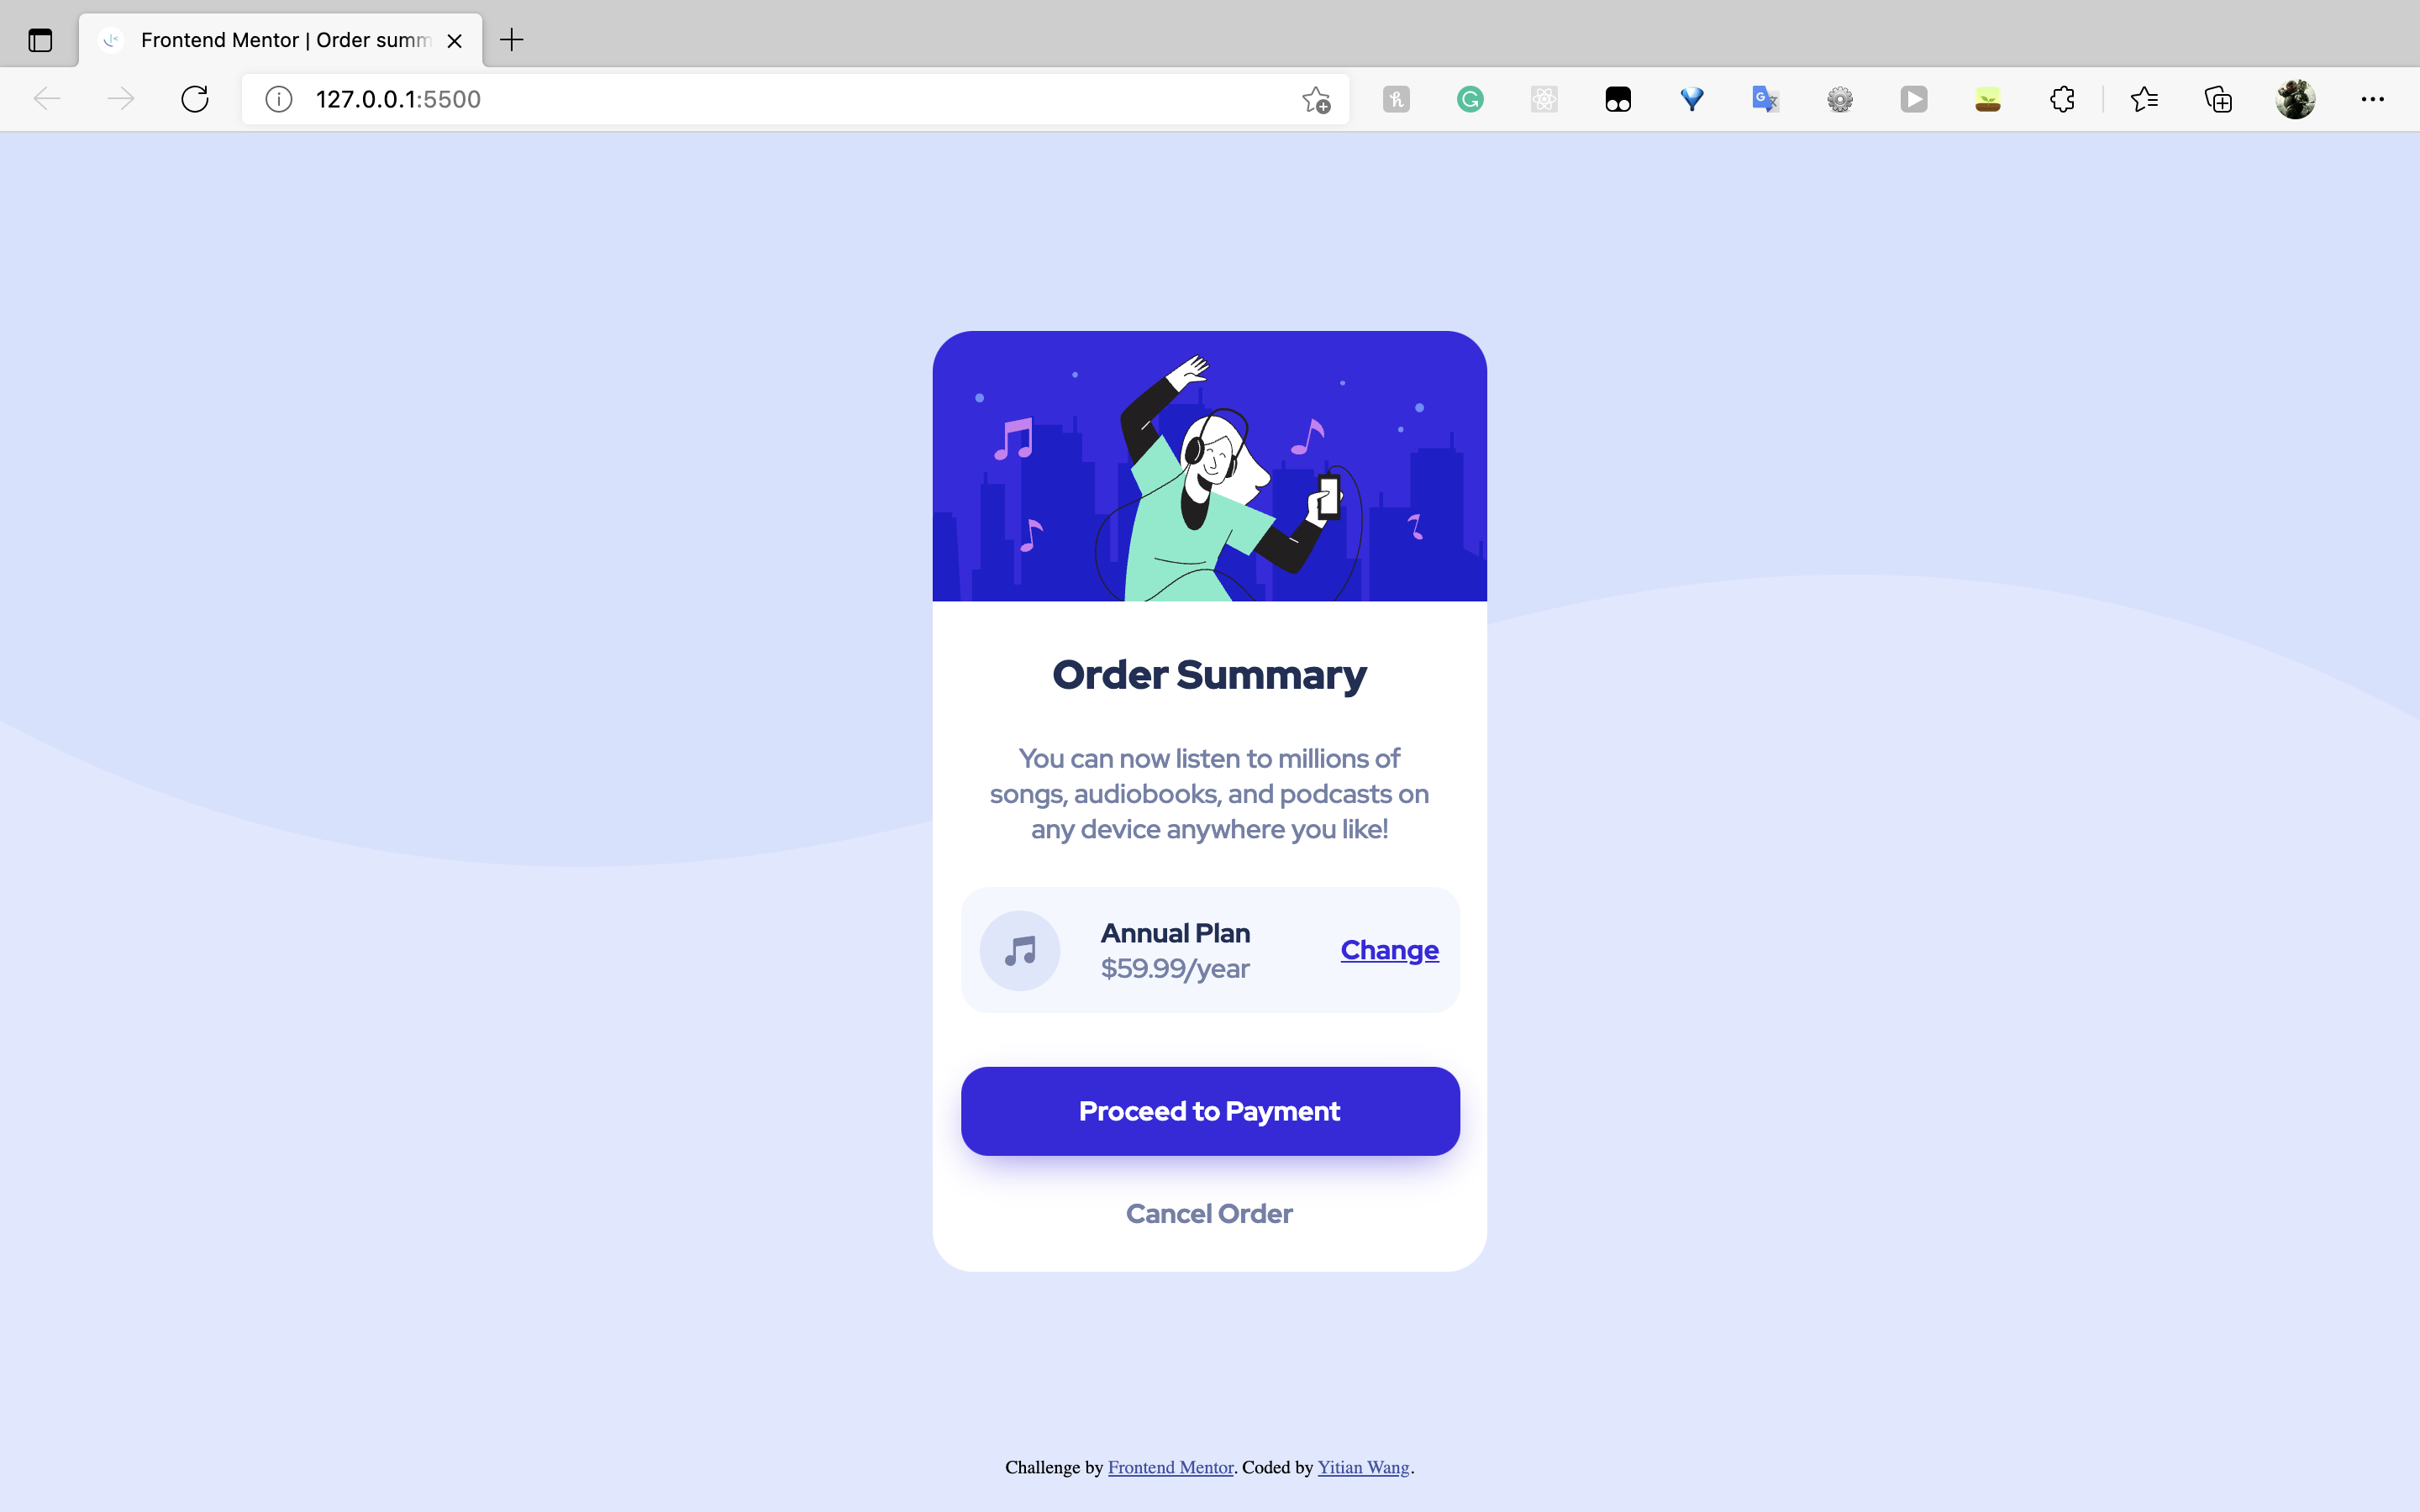 Frontend Mentor | Order summ
127.0.0.1:5500
Order Summary
You can now listen to millions of
songs, audiobooks, and podcasts on
any device anywhere you like!
Annual Plan
$59.99/year
Change
Proceed to Payment
Cancel Order
Challenge by Frontend Mentor. Coded by Yitian Wang.